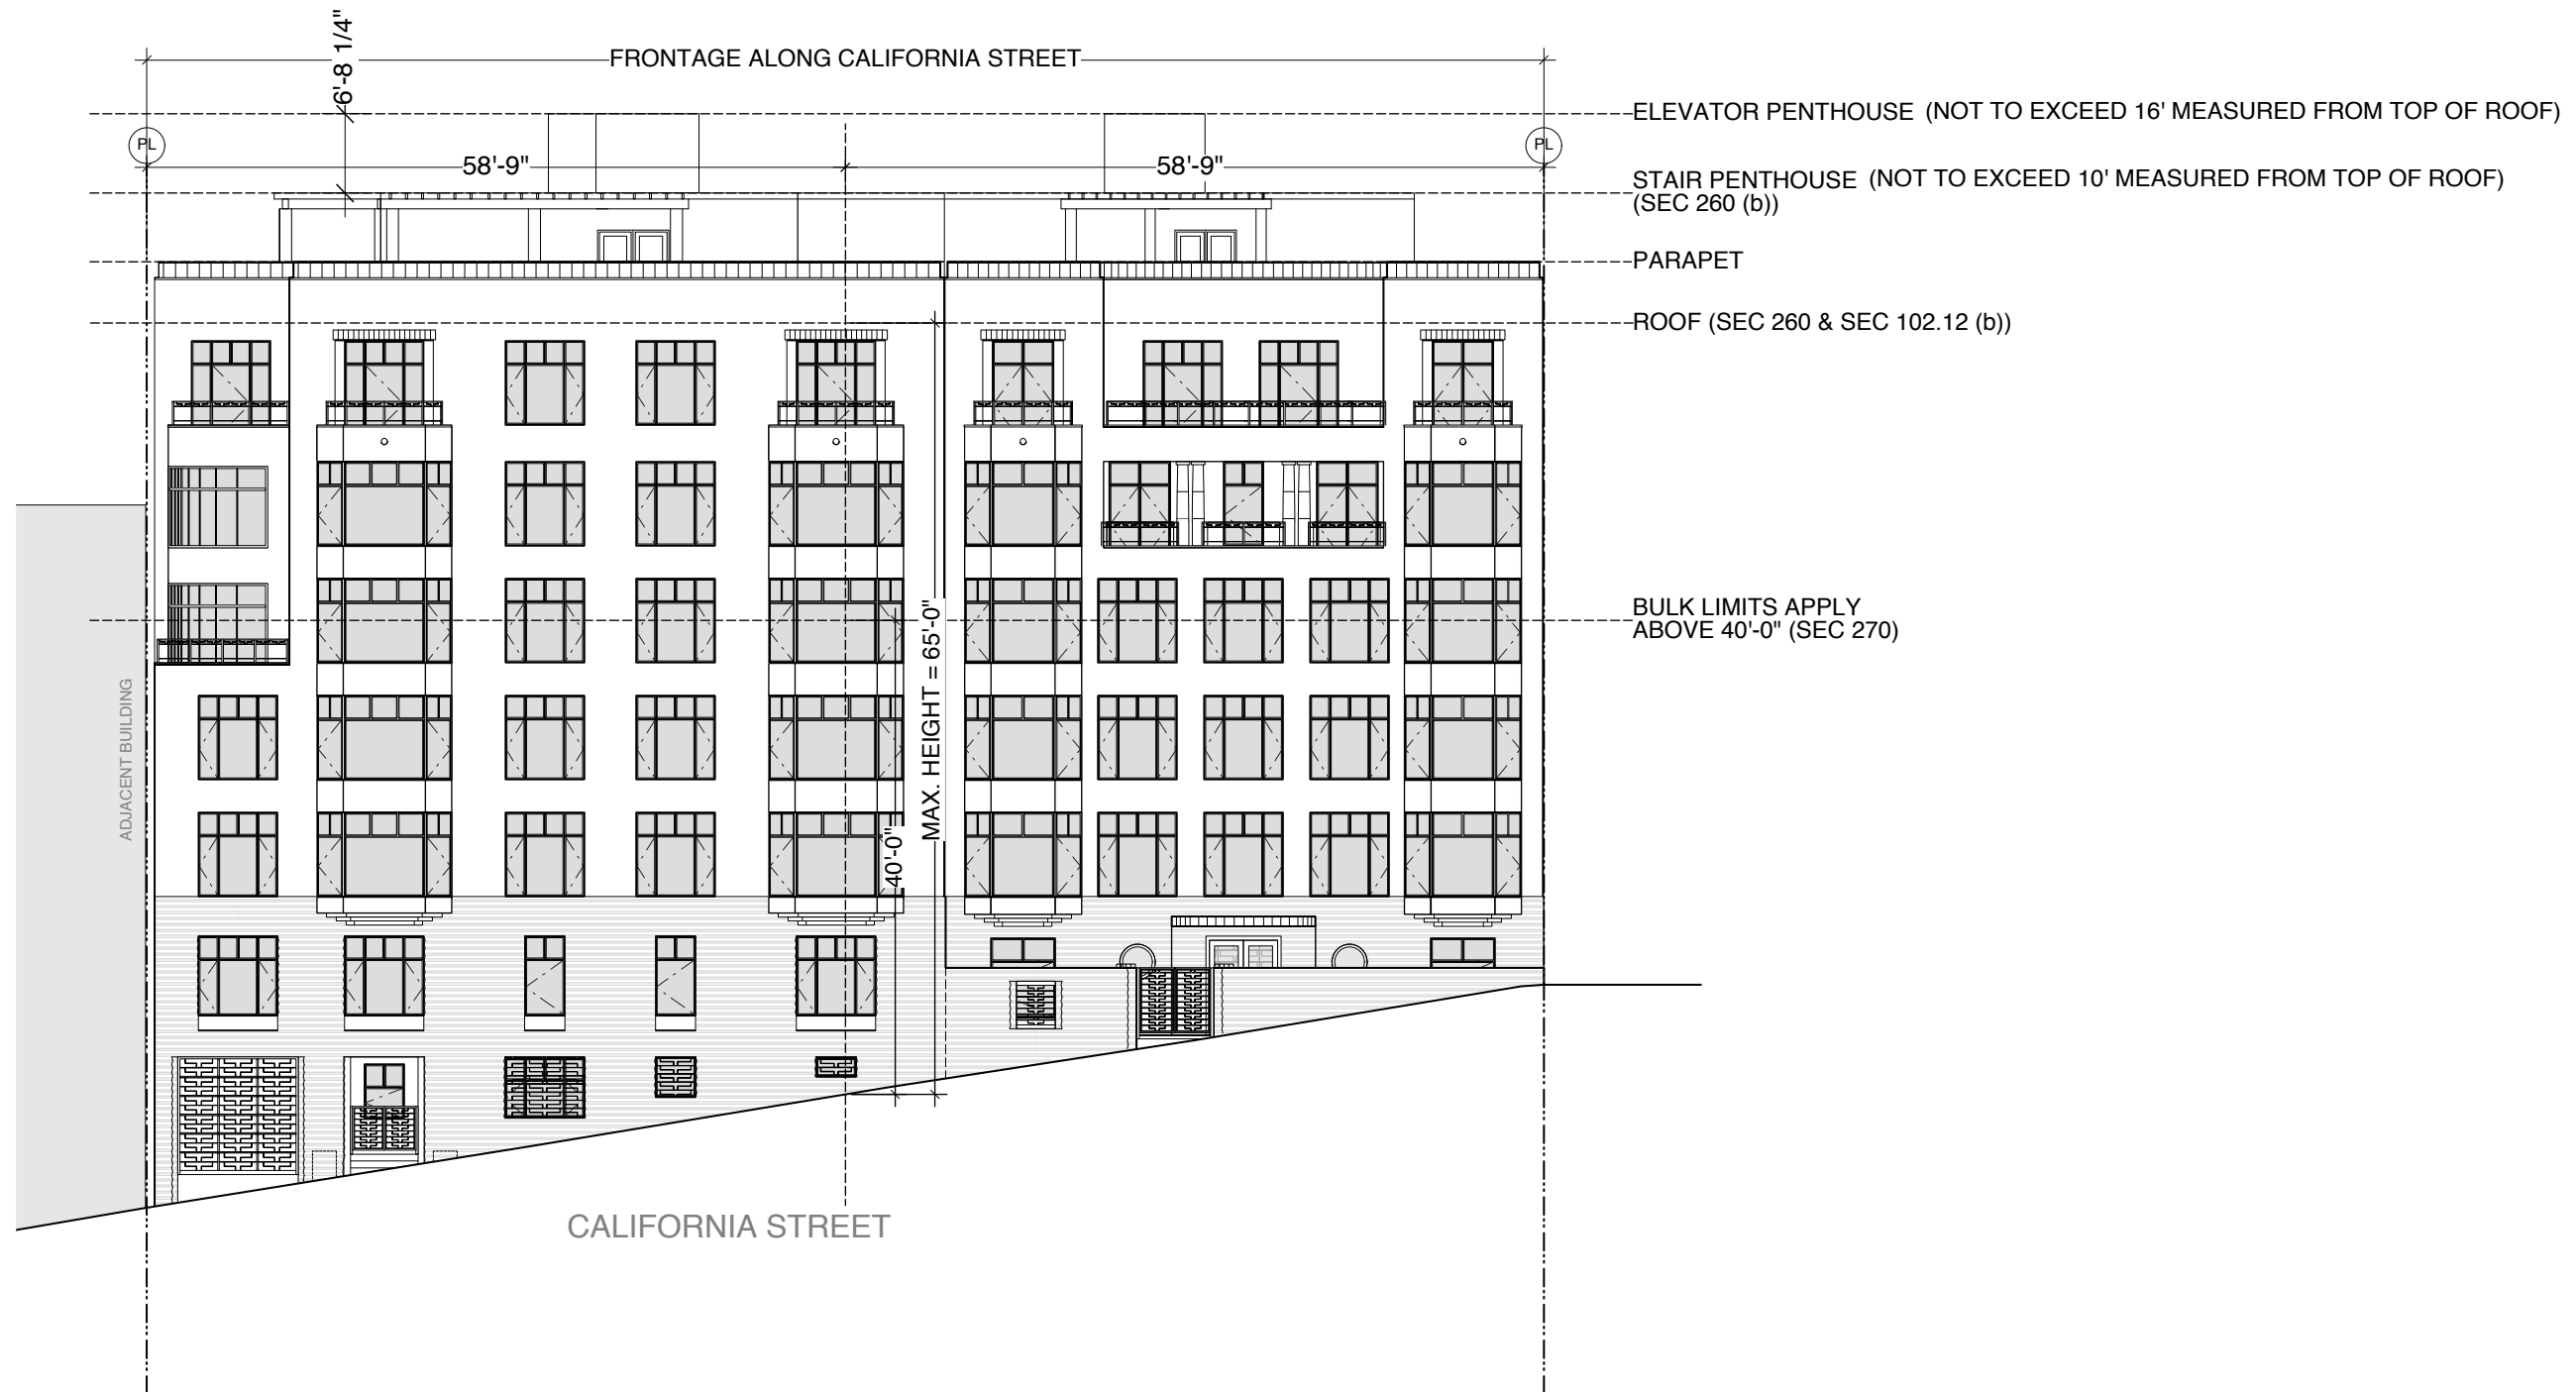 6'-8 1/4"
FRONTAGE ALONG CALIFORNIA STREET
ELEVATOR PENTHOUSE (NOT TO EXCEED 16' MEASURED FROM TOP OF ROOF)
PL
PL
58'-9"
58'-9"
STAIR PENTHOUSE (NOT TO EXCEED 10' MEASURED FROM TOP OF ROOF)
(SEC 260 (b))
PARAPET
ROOF (SEC 260 & SEC 102.12 (b))
BULK LIMITS APPLY
ABOVE 40'-0" (SEC 270)
MAX. HEIGHT = 65'-0"
ADJACENT BUILDING
40'-0"
CALIFORNIA STREET